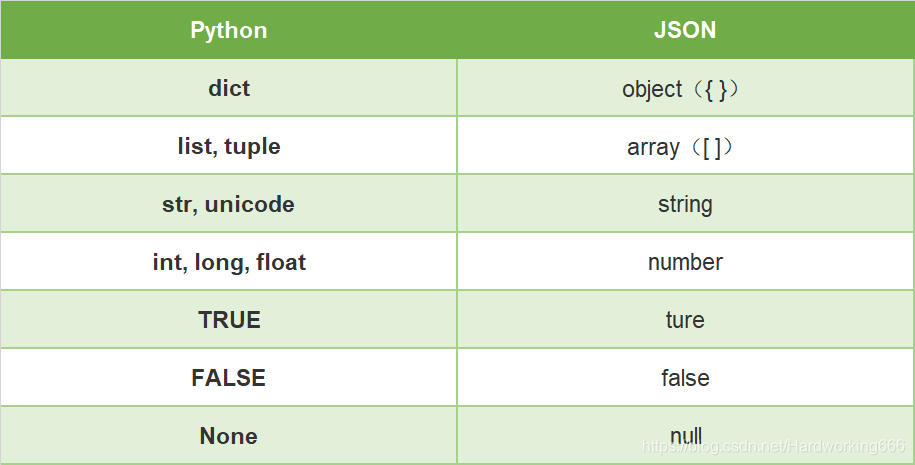 Python JSON
dict object（{ }）
list, tuple array（[ ]）
str, unicode string
int, long, float number
TRUE ture
FALSE false
None null
https://blog.csdn.net/Hardworking666